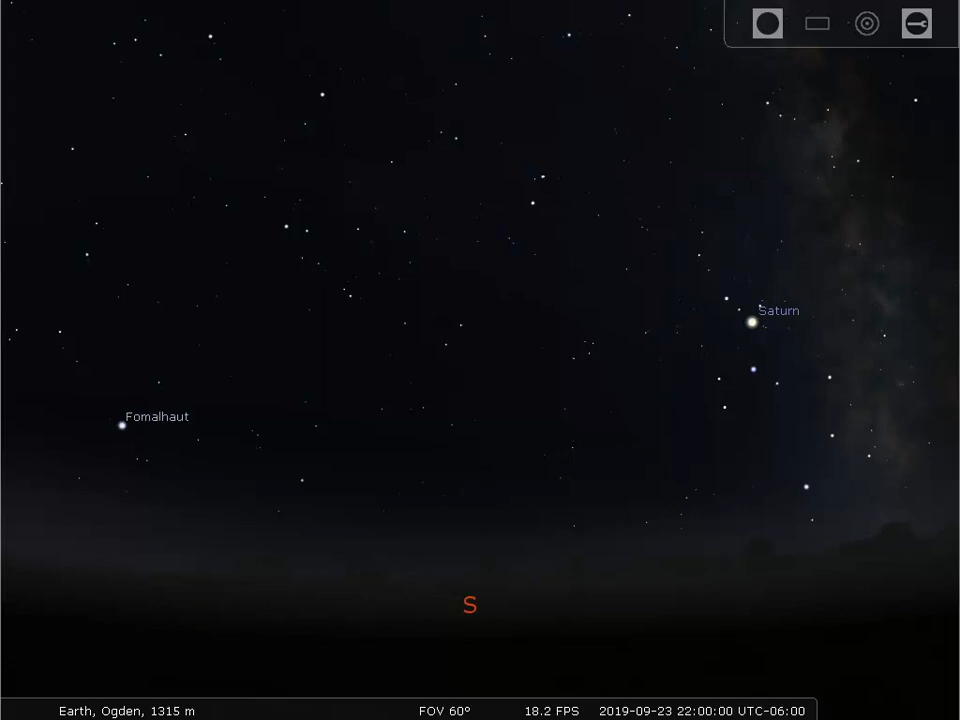 Saturn
Fomalhaut
S
Earth, Ogden, 1315 m FOV 60° 18.2 FPS 2019-09-23 22:00:00 UTC-06:00